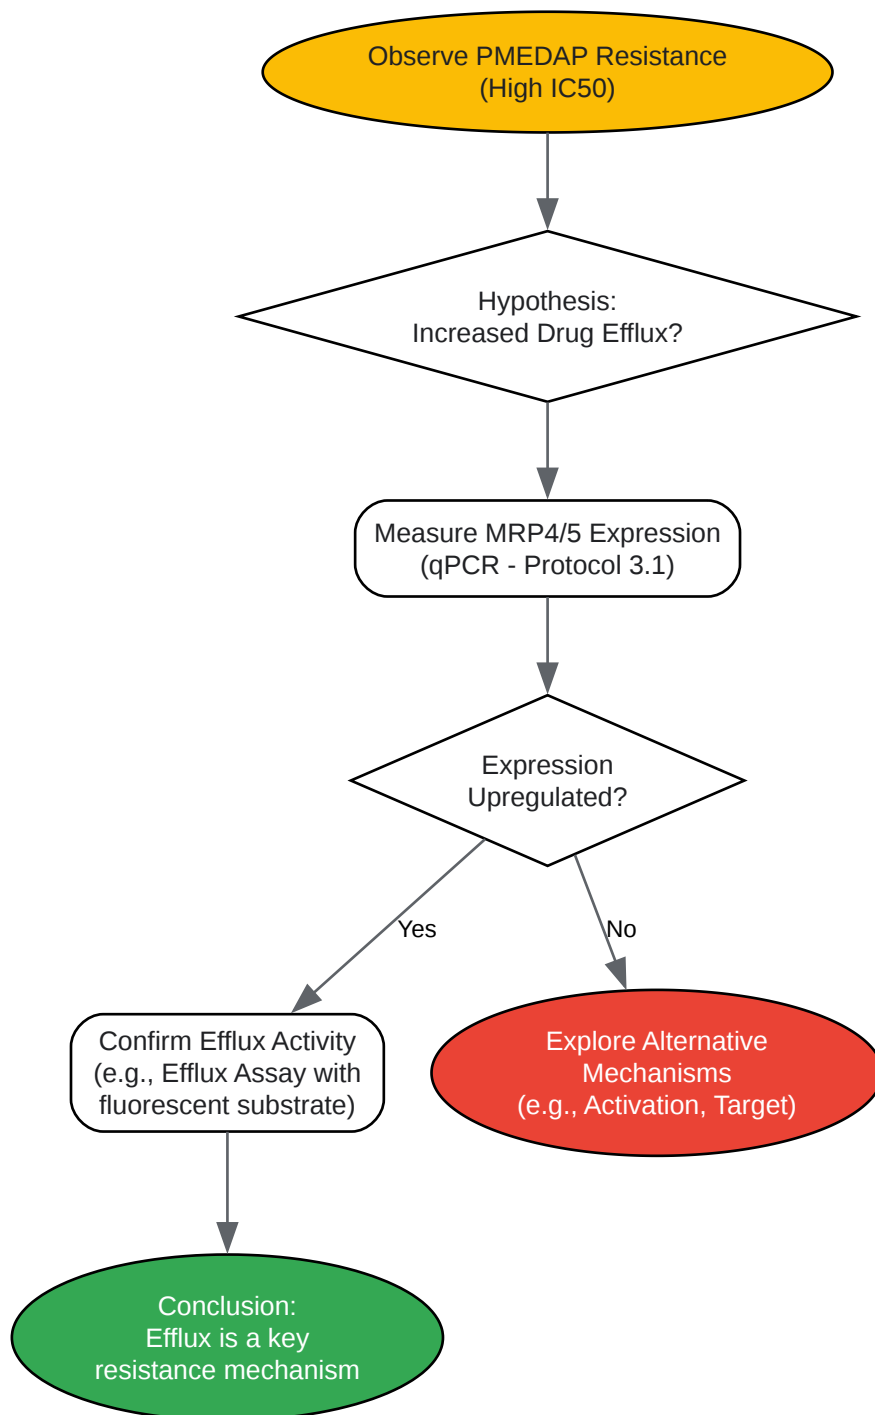 Observe PMEDAP Resistance
(High IC50)
Hypothesis:
Increased Drug Efflux?
Measure MRP4/5 Expression
(qPCR - Protocol 3.1)
Expression
Upregulated?
Yes
No
Confirm Efflux Activity
(e.g., Efflux Assay with
fluorescent substrate)
Explore Alternative
Mechanisms
(e.g., Activation, Target)
Conclusion:
Efflux is a key
resistance mechanism